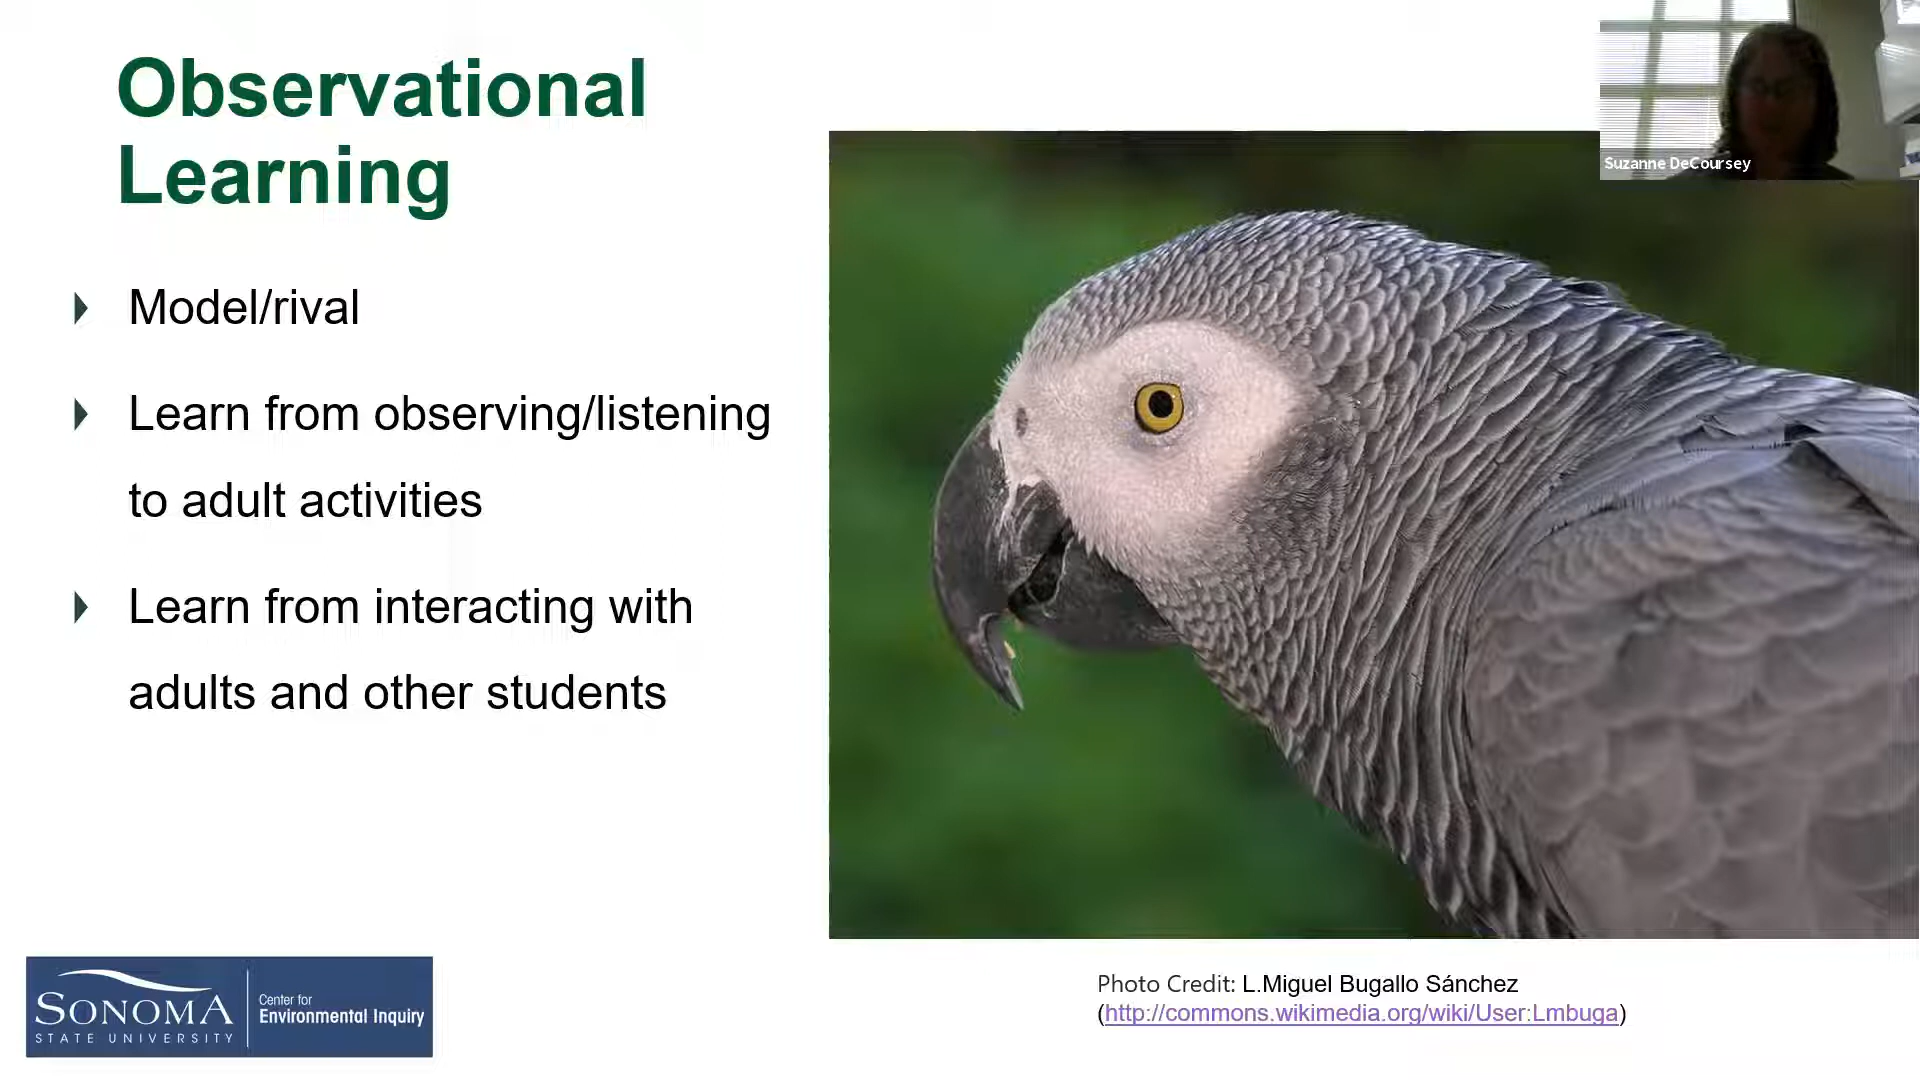 Observational
Learning
Suzanne DeCoursey
Model/rival
Learn from observing/listening
to adult activities
Learn from interacting with
adults and other students
SONOMA
STATE UNIVERSITY
Center for
Environmental Inquiry
Photo Credit: L.Miguel Bugallo Sánchez
(http://commons.wikimedia.org/wiki/User:Lmbuga)